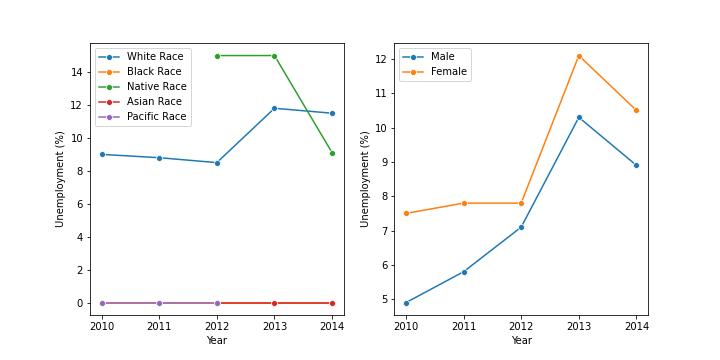 White Race
Black Race
Native Race
Asian Race
Pacific Race
14
12
10
8
6
4
2
0
Unemployment (%)
2010 2011 2012 2013 2014
Year
Male
Female
12
11
10
9
8
7
6
5
Unemployment (%)
2010 2011 2012 2013 2014
Year